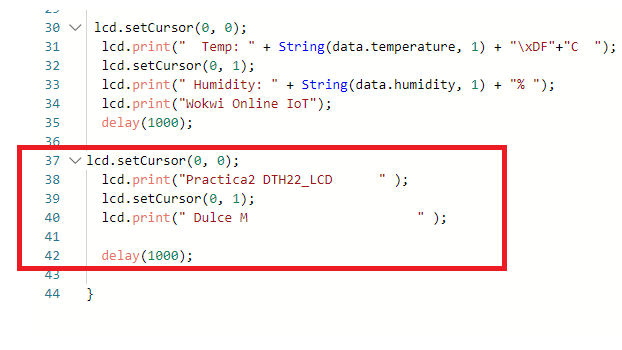 30 lcd.setCursor(0, 0);
31 lcd.print("  Temp: " + String(data.temperature, 1) + "\xDF"+"C  ");
32 lcd.setCursor(0, 1);
33 lcd.print(" Humidity: " + String(data.humidity, 1) + "% ");
34 lcd.print("Wokwi Online IoT");
35 delay(1000);
36
37 lcd.setCursor(0, 0);
38 lcd.print("Practica2 DTH22_LCD      " );
39 lcd.setCursor(0, 1);
40 lcd.print(" Dulce M                      " );
41
42 delay(1000);
43
44 }